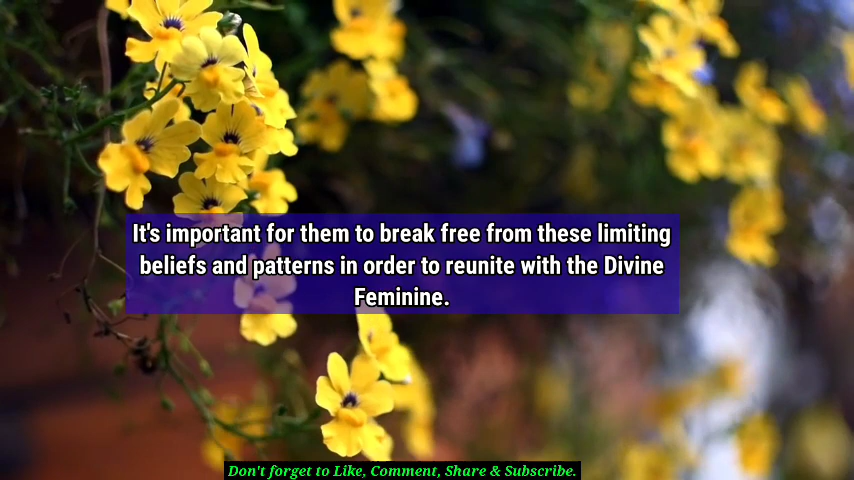 It's important for them to break free from these limiting
beliefs and patterns in order to reunite with the Divine
Feminine.
Don't forget to Like, Comment, Share & Subscribe.